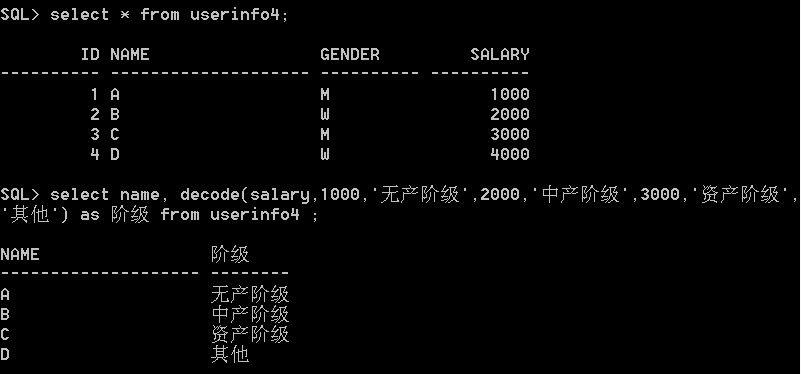 SQL> select * from userinfo4;
ID NAME GENDER SALARY
---------- -------------------- ---------- ----------
1 A M 1000
2 B W 2000
3 C M 3000
4 D W 4000
SQL> select name, decode(salary,1000,'无产阶级',2000,'中产阶级',3000,'资产阶级',
'其他') as 阶级 from userinfo4 ;
NAME 阶级
-------------------- --------
A 无产阶级
B 中产阶级
C 资产阶级
D 其他